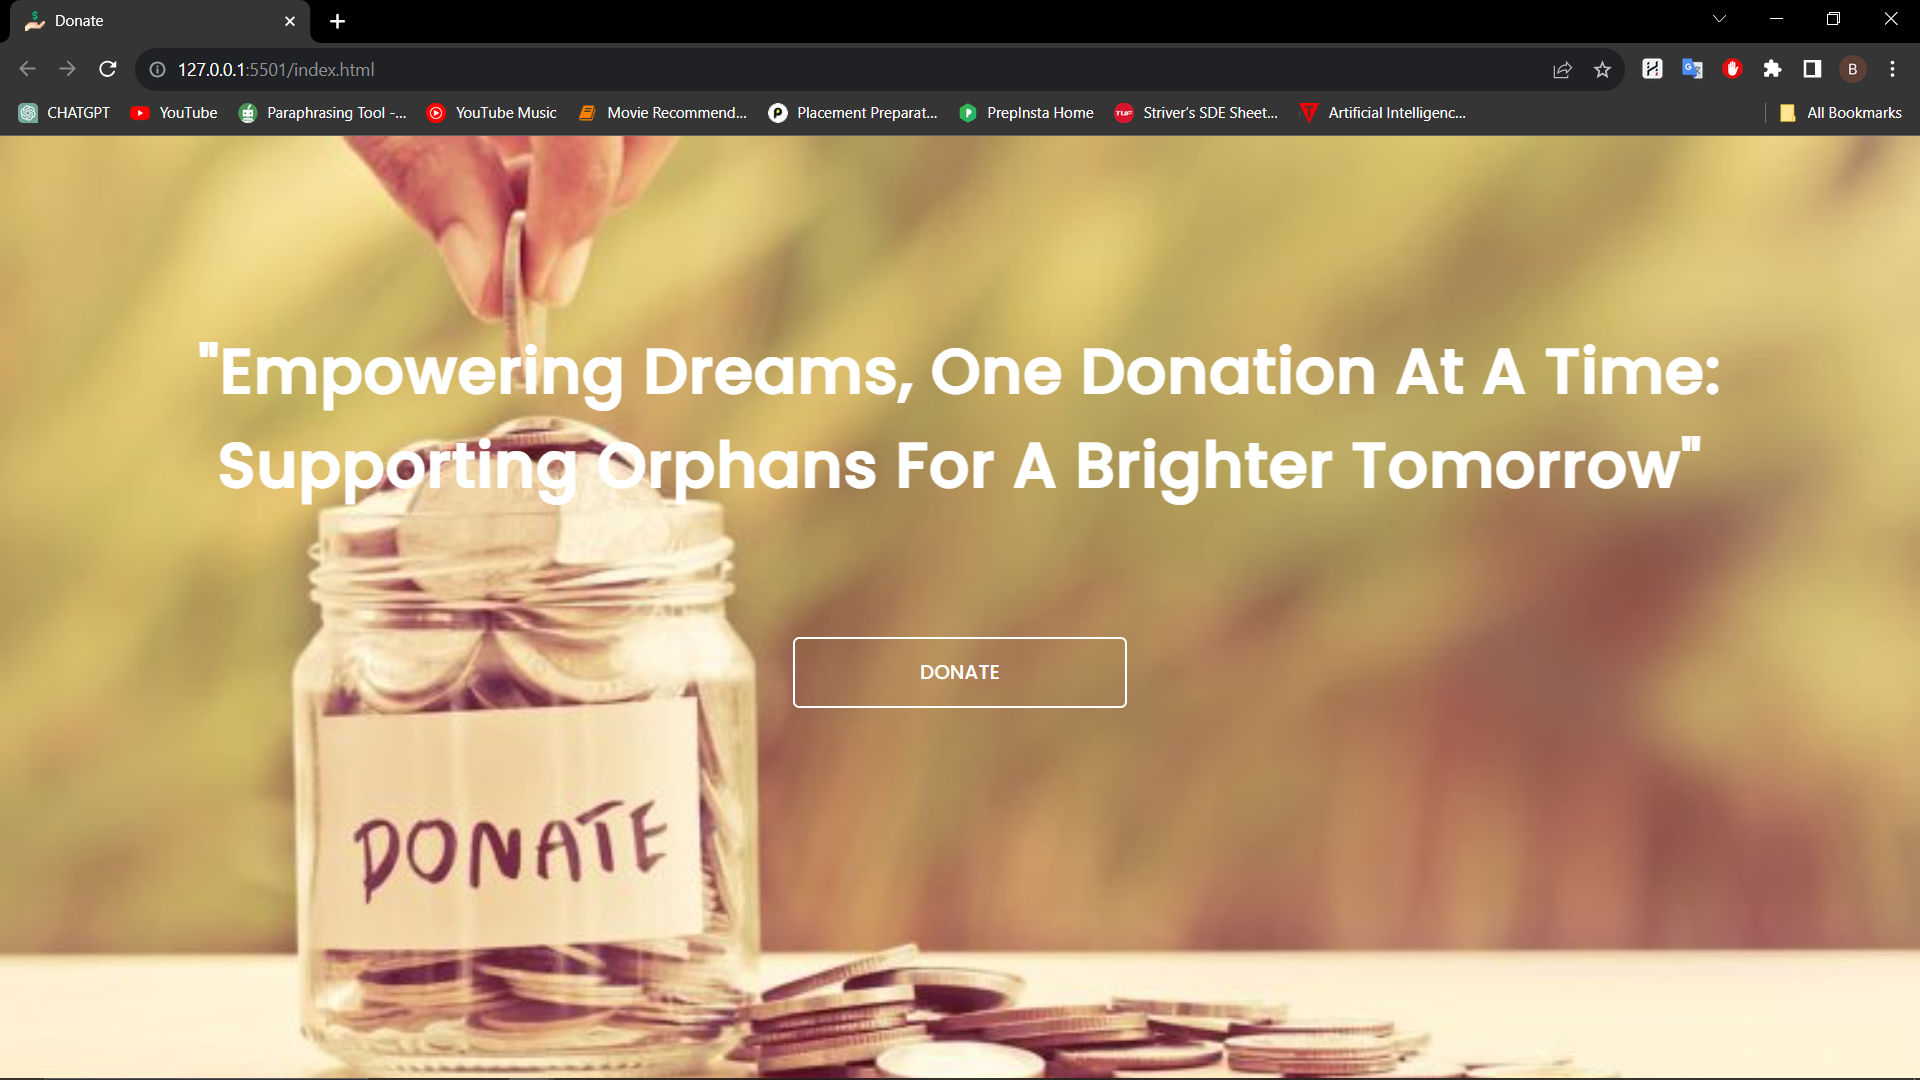 Donate
127.0.0.1:5501/index.html
B
CHATGPT
YouTube
Paraphrasing Tool -...
YouTube Music
Movie Recommend...
Placement Preparat...
PrepInsta Home
TUF
Striver's SDE Sheet...
Artificial Intelligenc...
All Bookmarks
"Empowering Dreams, One Donation At A Time:
Supporting Orphans For A Brighter Tomorrow"
DONATE
DONATE